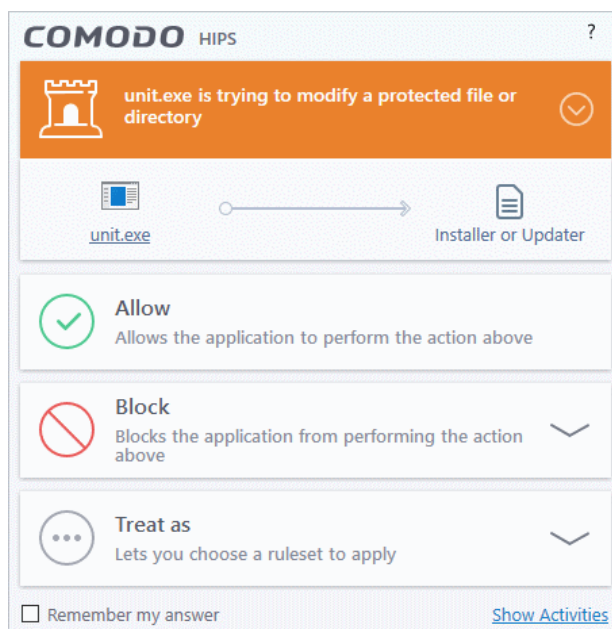 COMODO HIPS ?
unit.exe is trying to modify a protected file or
directory
unit.exe Installer or Updater
Allow
Allows the application to perform the action above
Block
Blocks the application from performing the action
above
Treat as
Lets you choose a ruleset to apply
Remember my answer Show Activities